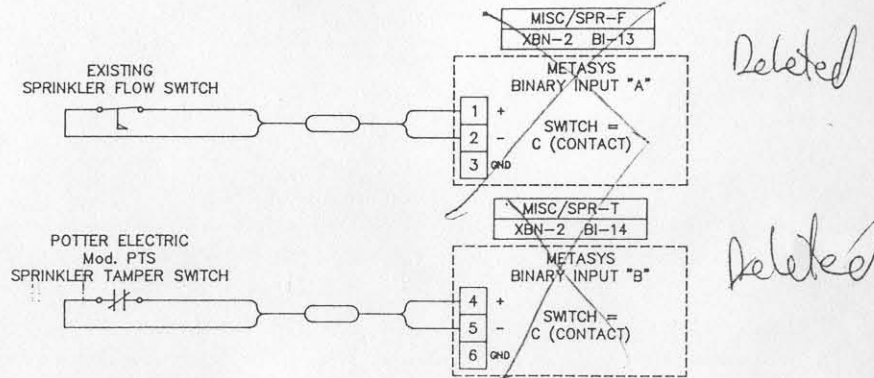 MISC/SPR-F
XBN-2 BI-13
Deleted
EXISTING
SPRINKLER FLOW SWITCH
METASYS
BINARY INPUT "A"
1 +
2 -
3 GND
SWITCH =
C (CONTACT)
MISC/SPR-T
XBN-2 BI-14
Deleted
POTTER ELECTRIC
Mod. PTS
SPRINKLER TAMPER SWITCH
METASYS
BINARY INPUT "B"
4 +
5 -
6 GND
SWITCH =
C (CONTACT)